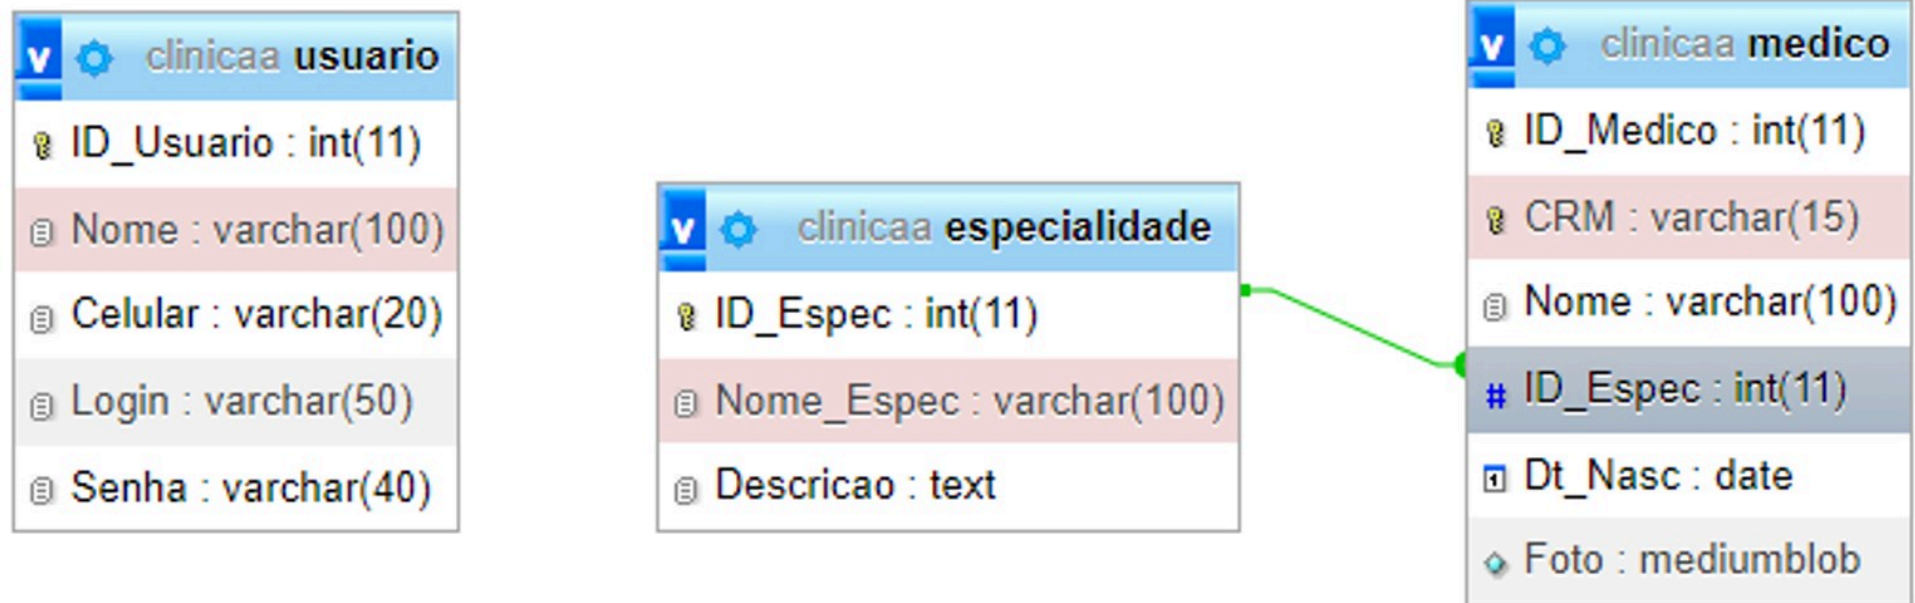 v clinicaa usuario
ID_Usuario : int(11)
Nome : varchar(100)
Celular : varchar(20)
Login : varchar(50)
Senha : varchar(40)
v clinicaa especialidade
ID_Espec : int(11)
Nome_Espec : varchar(100)
Descricao : text
v clinicaa medico
ID_Medico : int(11)
CRM : varchar(15)
Nome : varchar(100)
# ID_Espec : int(11)
Dt_Nasc : date
Foto : mediumblob